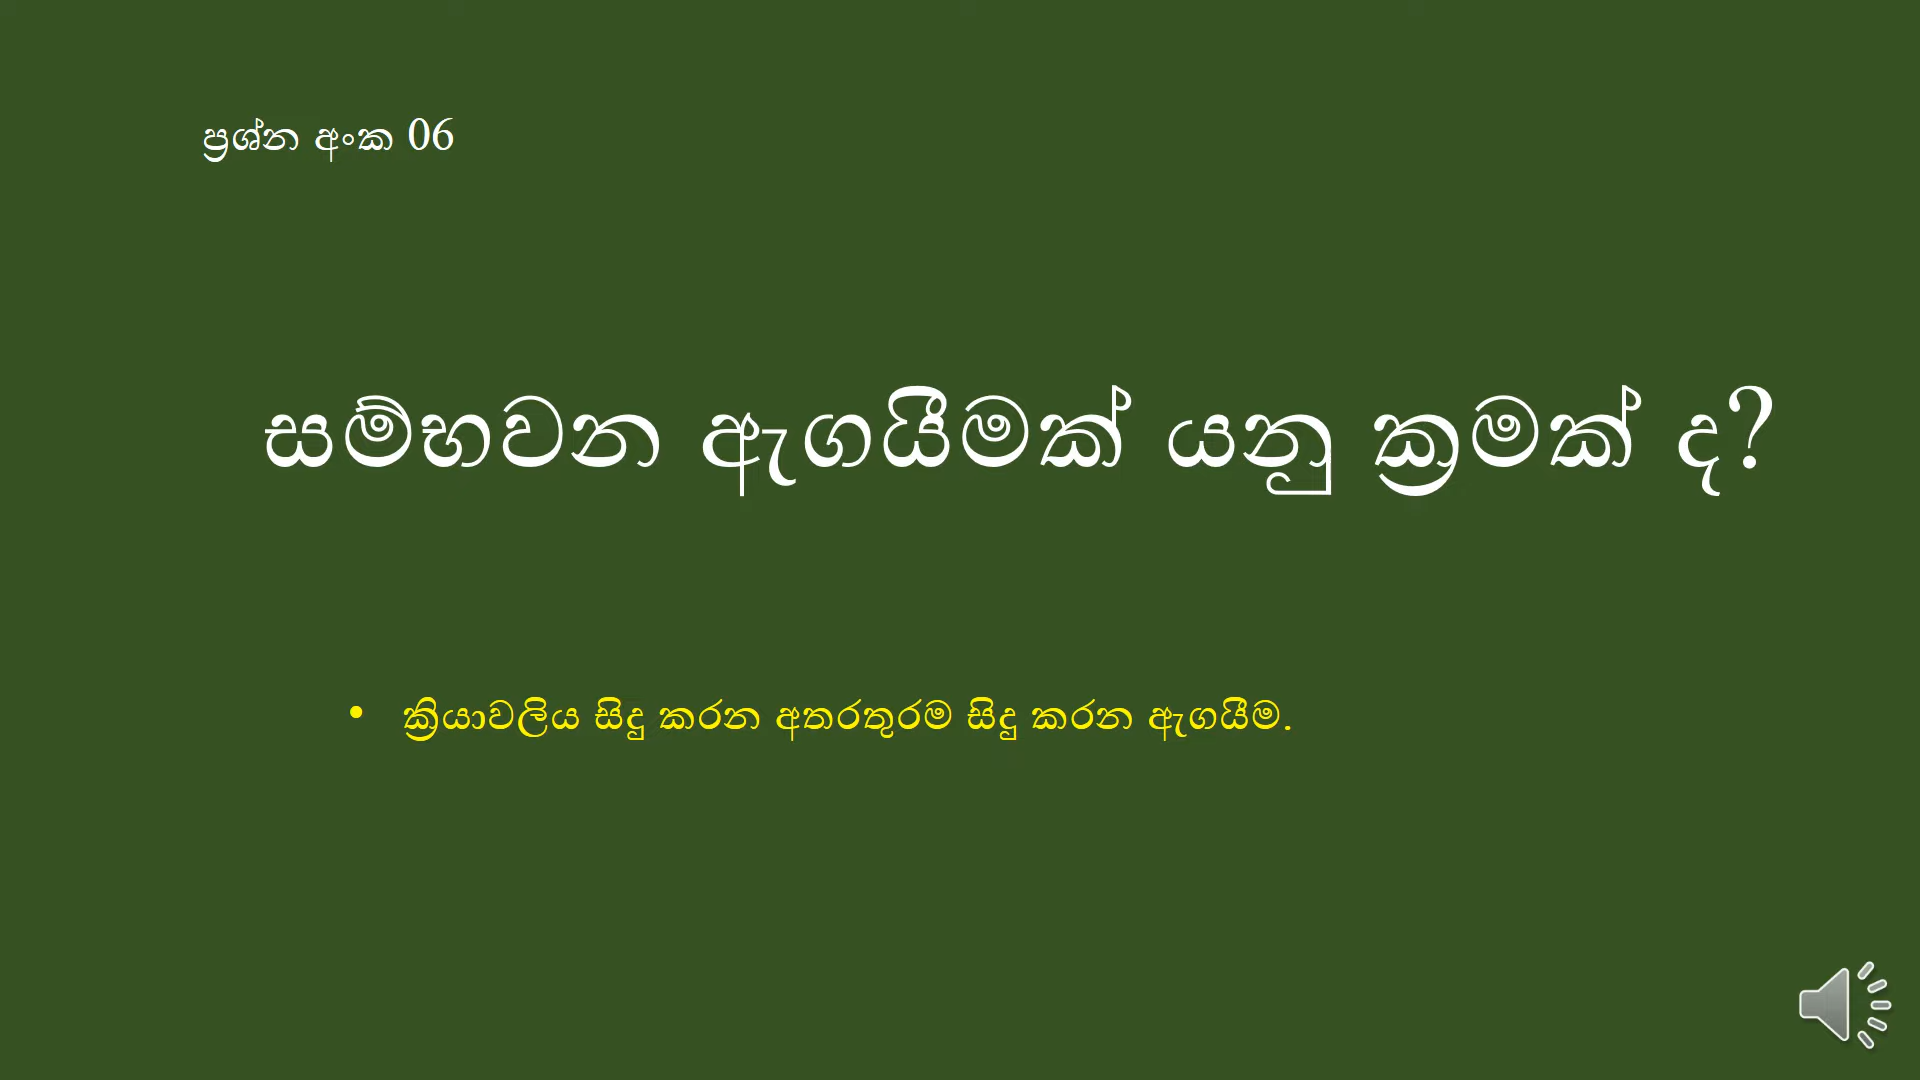 ප්‍රශ්න අංක 06
සම්භවන ඇගයීමක් යනු ක්‍රමක් ද?
• ක්‍රියාවලිය සිදු කරන අතරතුරම සිදු කරන ඇගයීම.